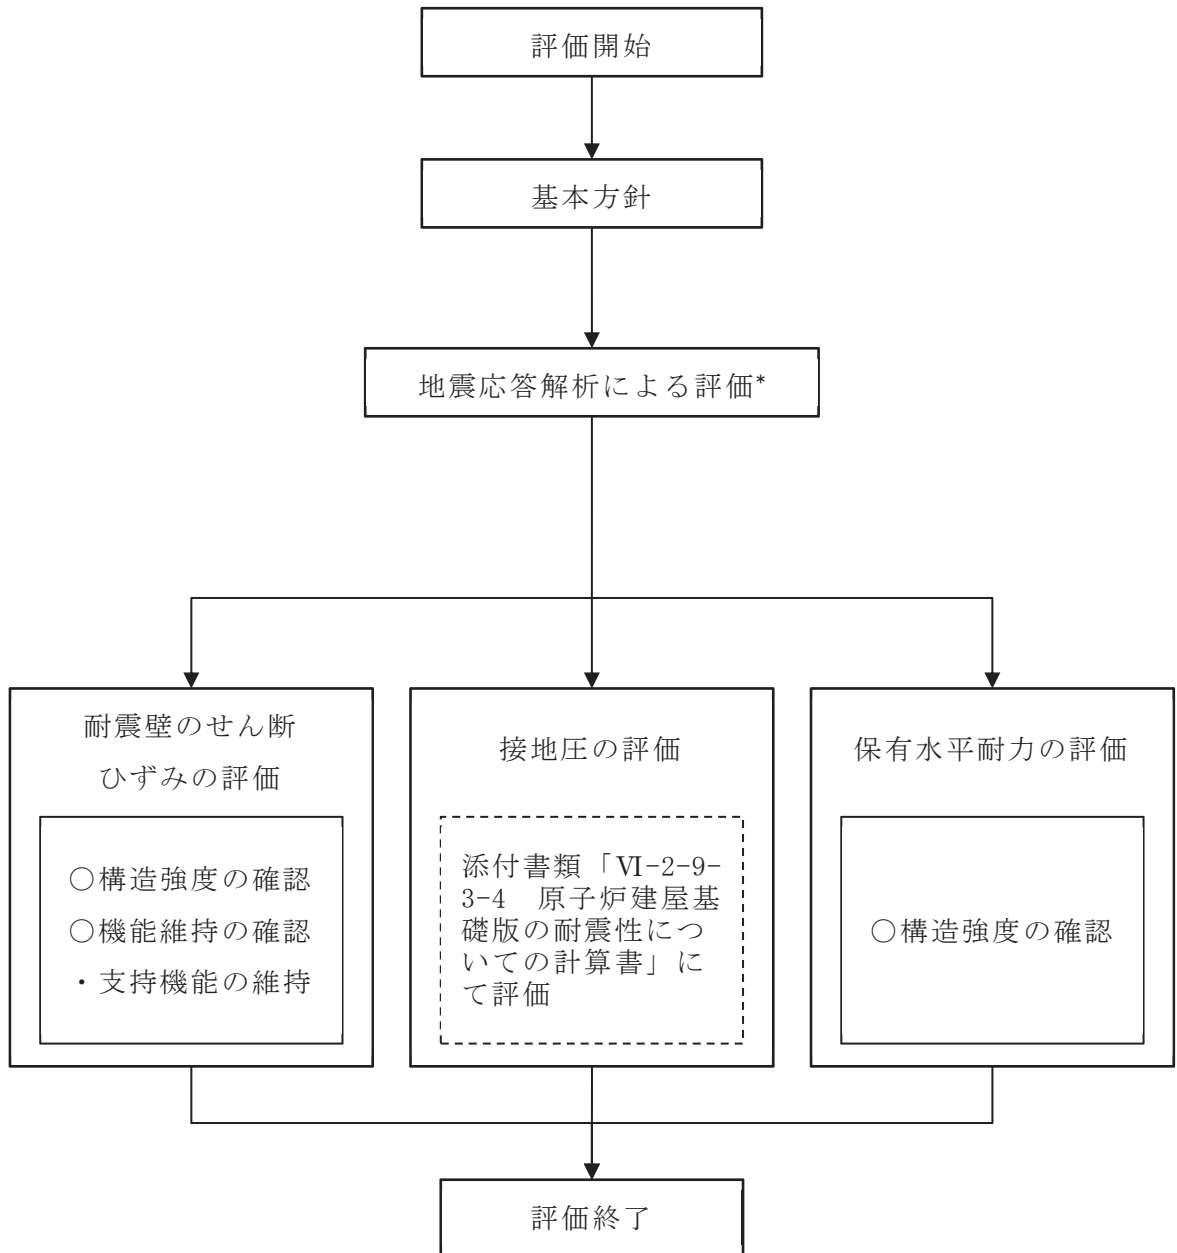 評価開始
基本方針
地震応答解析による評価*
耐震壁のせん断
ひずみの評価
○構造強度の確認
○機能維持の確認
・支持機能の維持
接地圧の評価
添付書類「Ⅵ-2-9-
3-4　原子炉建屋基
礎版の耐震性につ
いての計算書」に
て評価
保有水平耐力の評価
○構造強度の確認
評価終了